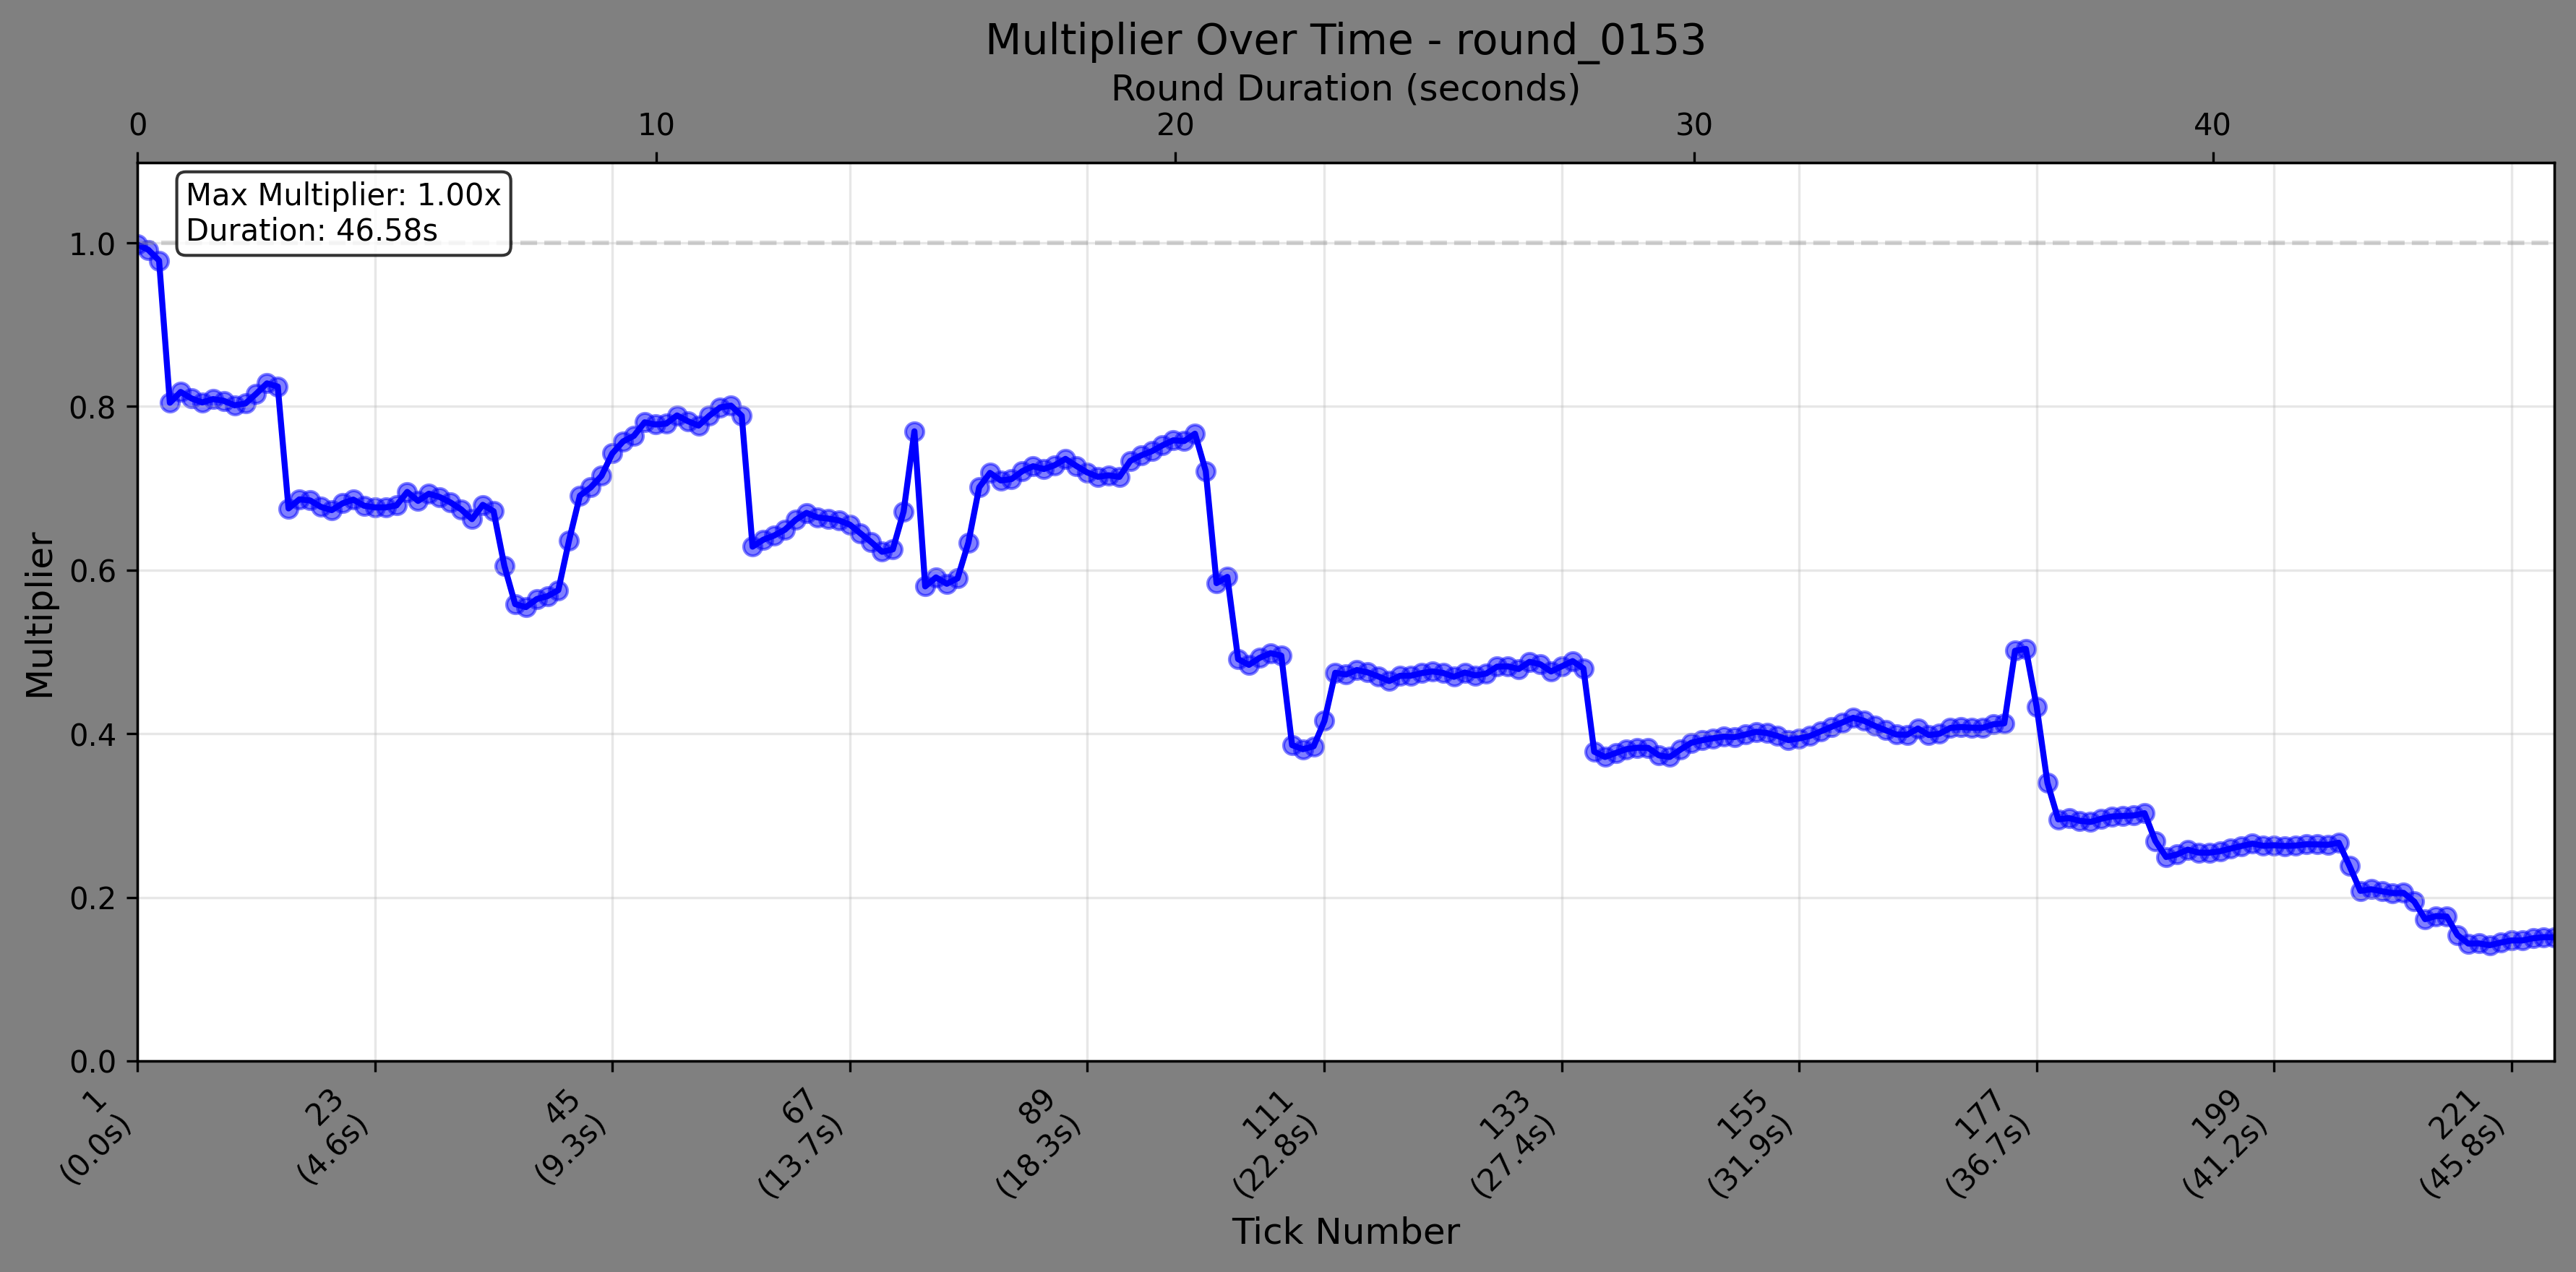 Multiplier Over Time - round_0153
Round Duration (seconds)
0 10 20 30 40
Max Multiplier: 1.00x
Duration: 46.58s
Multiplier
1.0
0.8
0.6
0.4
0.2
0.0
1
(0.0s)
23
(4.6s)
45
(9.3s)
67
(13.7s)
89
(18.3s)
111
(22.8s)
133
(27.4s)
155
(31.9s)
177
(36.7s)
199
(41.2s)
221
(45.8s)
Tick Number